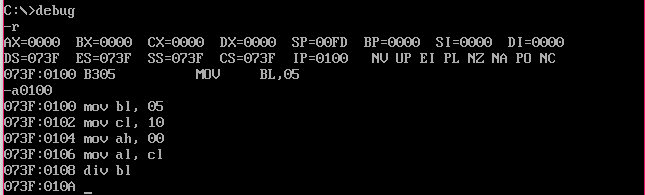 C:\>debug
-r
AX=0000  BX=0000  CX=0000  DX=0000  SP=00FD  BP=0000  SI=0000  DI=0000
DS=073F  ES=073F  SS=073F  CS=073F  IP=0100   NV UP EI PL NZ NA PO NC
073F:0100 B305          MOV     BL,05
-a0100
073F:0100 mov bl, 05
073F:0102 mov cl, 10
073F:0104 mov ah, 00
073F:0106 mov al, cl
073F:0108 div bl
073F:010A _